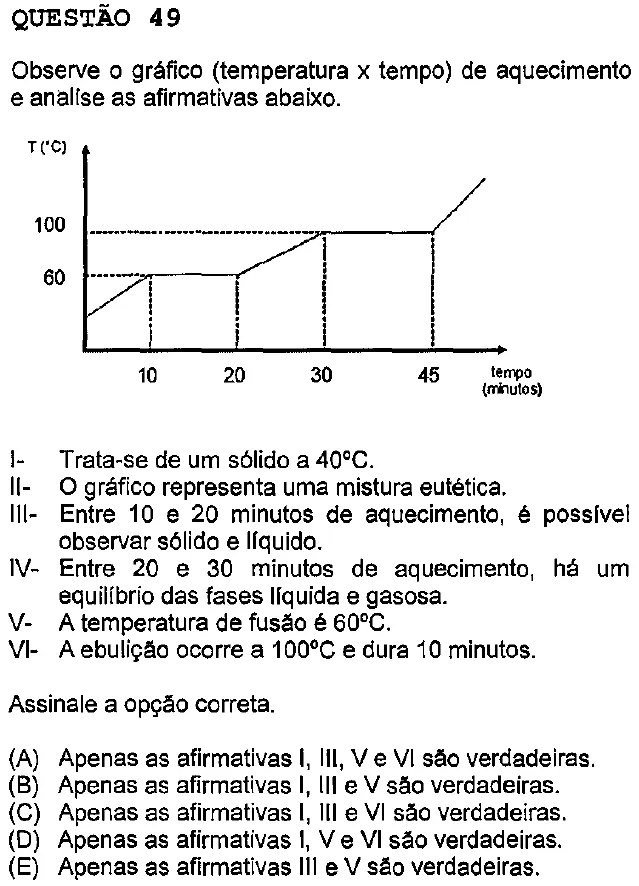 QUESTÃO 49
Observe o gráfico (temperatura x tempo) de aquecimento
e analise as afirmativas abaixo.
T (°C)
100
60
10 20 30 45 tempo
(minutos)
I- Trata-se de um sólido a 40ºC.
II- O gráfico representa uma mistura eutética.
III- Entre 10 e 20 minutos de aquecimento, é possível
observar sólido e líquido.
IV- Entre 20 e 30 minutos de aquecimento, há um
equilíbrio das fases líquida e gasosa.
V- A temperatura de fusão é 60ºC.
VI- A ebulição ocorre a 100ºC e dura 10 minutos.
Assinale a opção correta.
(A) Apenas as afirmativas I, III, V e VI são verdadeiras.
(B) Apenas as afirmativas I, III e V são verdadeiras.
(C) Apenas as afirmativas I, III e VI são verdadeiras.
(D) Apenas as afirmativas I, V e VI são verdadeiras.
(E) Apenas as afirmativas III e V são verdadeiras.